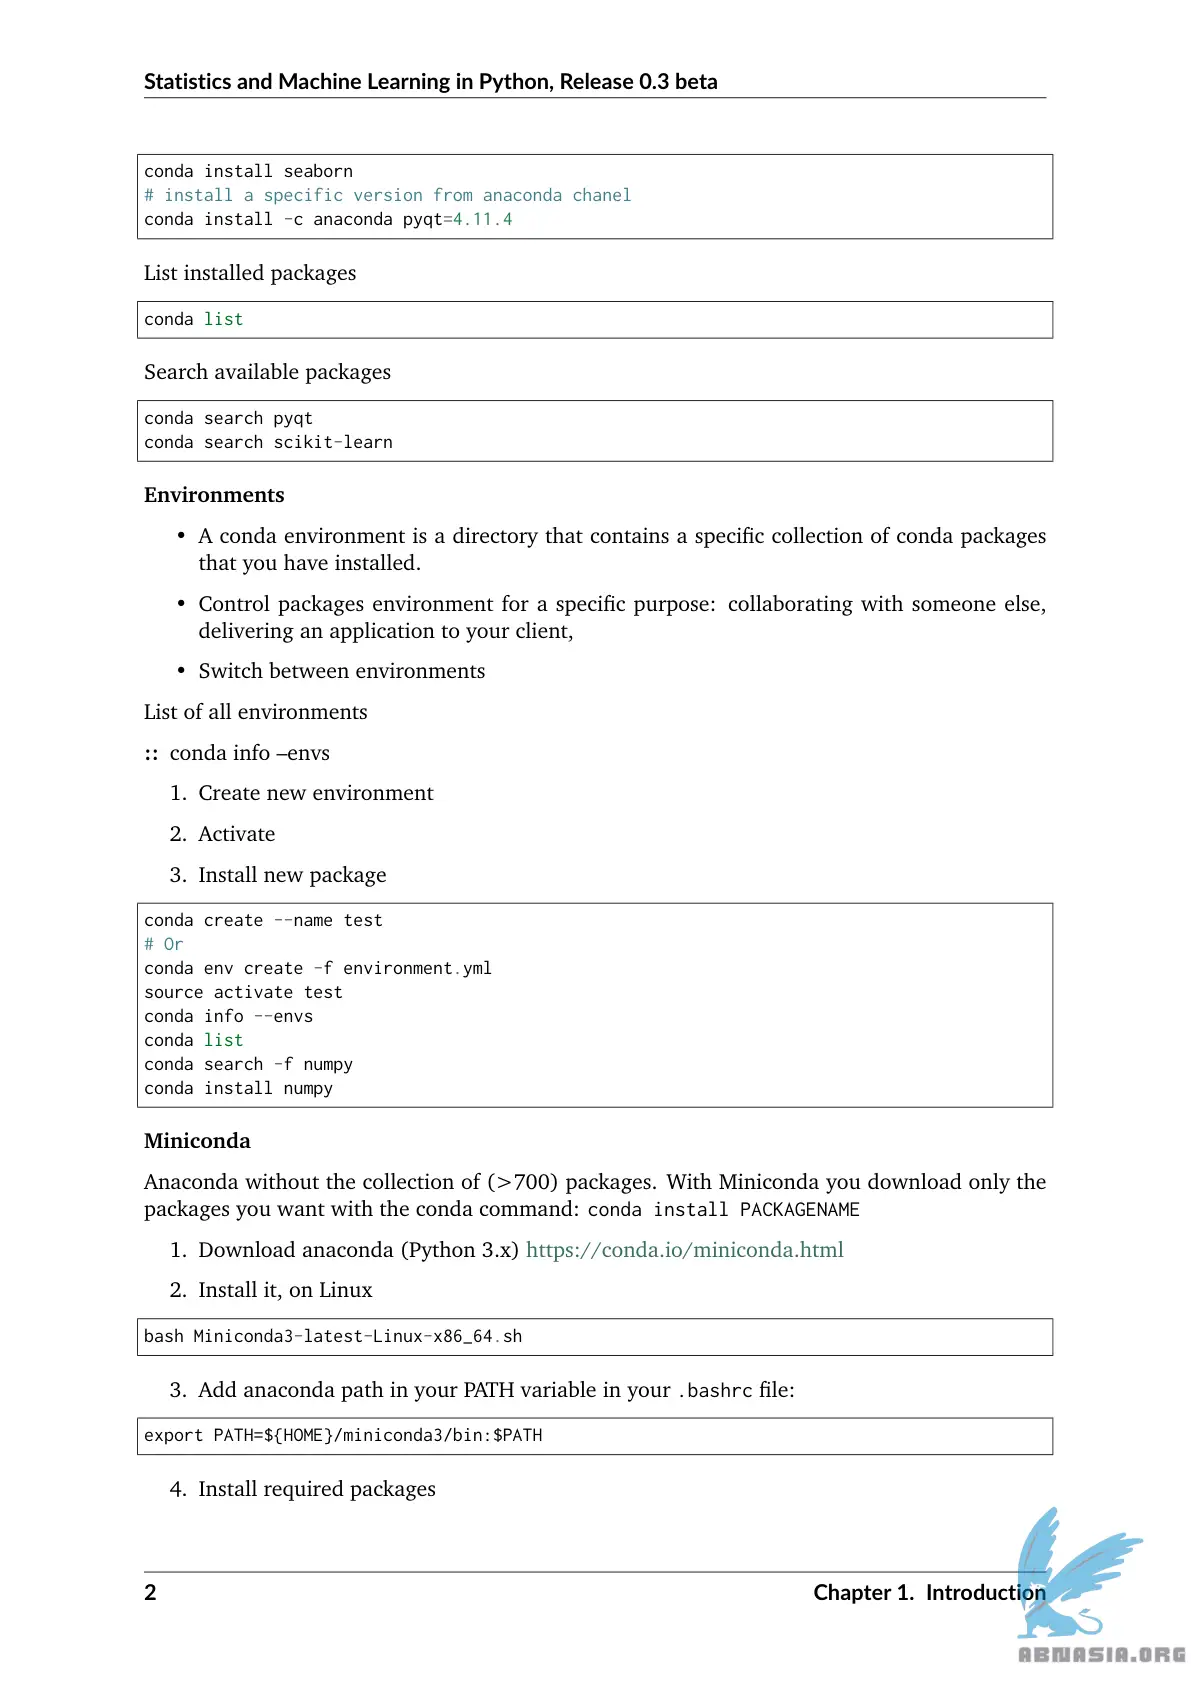 Statistics and Machine Learning in Python, Release 0.3 beta
conda install seaborn
# install a specific version from anaconda chanel
conda install -c anaconda pyqt=4.11.4
List installed packages
conda list
Search available packages
conda search pyqt
conda search scikit-learn
Environments
• A conda environment is a directory that contains a specific collection of conda packages
that you have installed.
• Control packages environment for a specific purpose: collaborating with someone else,
delivering an application to your client,
• Switch between environments
List of all environments
:: conda info –envs
1. Create new environment
2. Activate
3. Install new package
conda create --name test
# Or
conda env create -f environment.yml
source activate test
conda info --envs
conda list
conda search -f numpy
conda install numpy
Miniconda
Anaconda without the collection of (>700) packages. With Miniconda you download only the
packages you want with the conda command: conda install PACKAGENAME
1. Download anaconda (Python 3.x) https://conda.io/miniconda.html
2. Install it, on Linux
bash Miniconda3-latest-Linux-x86_64.sh
3. Add anaconda path in your PATH variable in your .bashrc file:
export PATH=${HOME}/miniconda3/bin:$PATH
4. Install required packages
2 Chapter 1. Introduction
ABNASIA.ORG